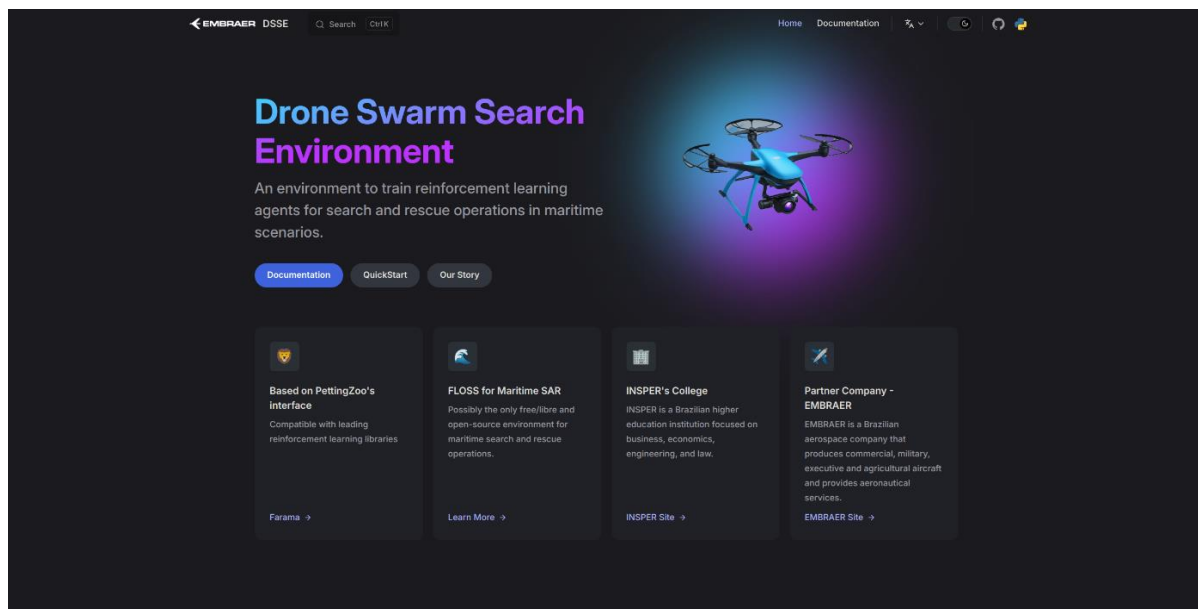 EMBRAER DSSE
Search Ctrl K
Home Documentation
Drone Swarm Search
Environment
An environment to train reinforcement learning
agents for search and rescue operations in maritime
scenarios.
Documentation QuickStart Our Story
Based on PettingZoo's
interface
Compatible with leading
reinforcement learning libraries
Farama →
FLOSS for Maritime SAR
Possibly the only free/libre and
open-source environment for
maritime search and rescue
operations.
Learn More →
INSPER's College
INSPER is a Brazilian higher
education institution focused on
business, economics,
engineering, and law.
INSPER Site →
Partner Company -
EMBRAER
EMBRAER is a Brazilian
aerospace company that
produces commercial, military,
executive and agricultural aircraft
and provides aeronautical
services.
EMBRAER Site →